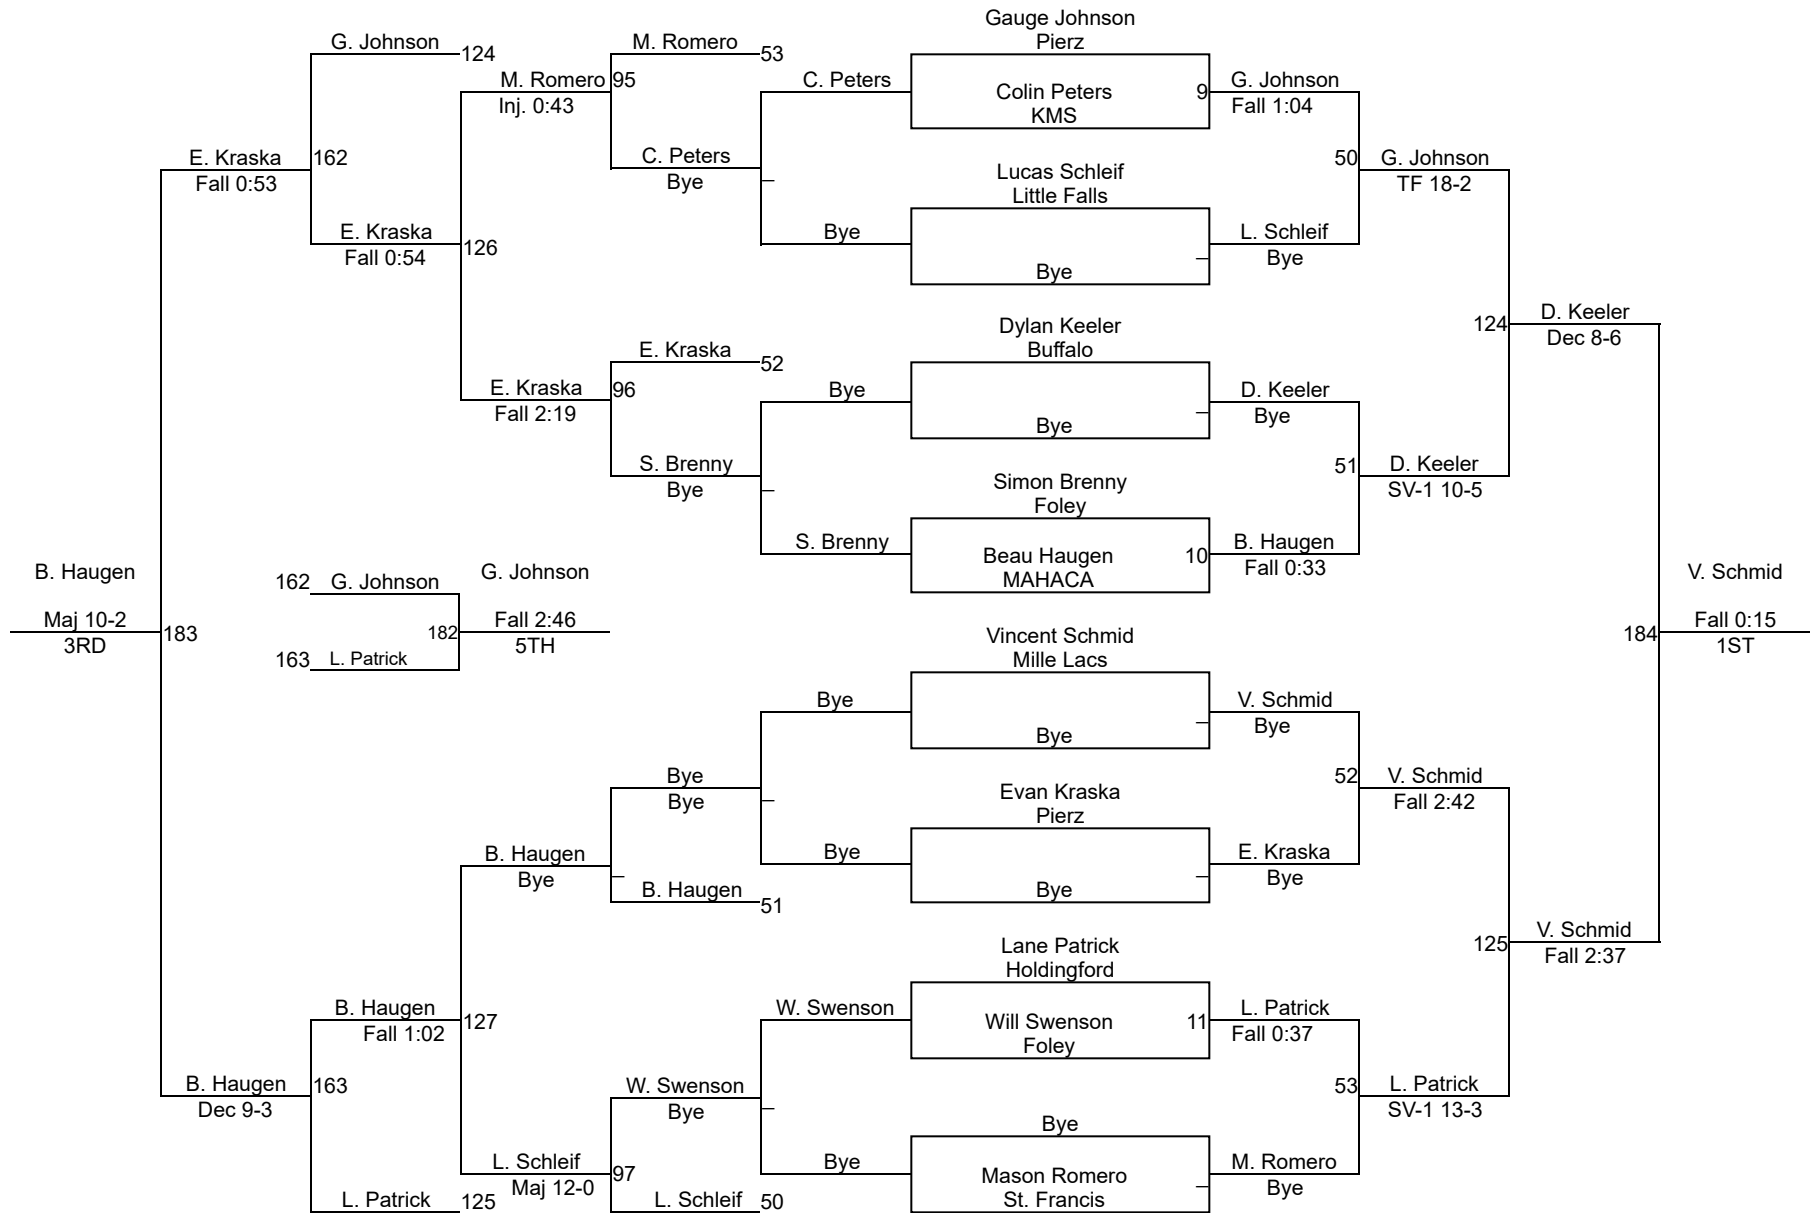 Gauge Johnson
Pierz
G. Johnson
124
M. Romero
53
M. Romero
95
Inj. 0:43
C. Peters
Colin Peters
KMS
9
G. Johnson
Fall 1:04
E. Kraska
Fall 0:53
162
C. Peters
Bye
_
Lucas Schleif
Little Falls
50
G. Johnson
TF 18-2
E. Kraska
Fall 0:54
126
Bye
Bye
_
L. Schleif
Bye
Dylan Keeler
Buffalo
124
D. Keeler
Dec 8-6
E. Kraska
52
E. Kraska
Fall 2:19
96
Bye
Bye
_
D. Keeler
Bye
S. Brenny
Bye
_
Simon Brenny
Foley
51
D. Keeler
SV-1 10-5
S. Brenny
Beau Haugen
MAHACA
10
B. Haugen
Fall 0:33
B. Haugen
Maj 10-2
3RD
183
162
G. Johnson
163
L. Patrick
182
G. Johnson
Fall 2:46
5TH
Vincent Schmid
Mille Lacs
184
V. Schmid
Fall 0:15
1ST
Bye
Bye
_
V. Schmid
Bye
Bye
Bye
_
Evan Kraska
Pierz
52
V. Schmid
Fall 2:42
B. Haugen
Bye
_
B. Haugen
51
Bye
Bye
_
E. Kraska
Bye
Lane Patrick
Holdingford
125
V. Schmid
Fall 2:37
B. Haugen
Fall 1:02
127
W. Swenson
Will Swenson
Foley
11
L. Patrick
Fall 0:37
B. Haugen
Dec 9-3
163
W. Swenson
Bye
_
Bye
53
L. Patrick
SV-1 13-3
L. Schleif
Maj 12-0
97
Bye
Mason Romero
St. Francis
_
M. Romero
Bye
L. Patrick
125
L. Schleif
50